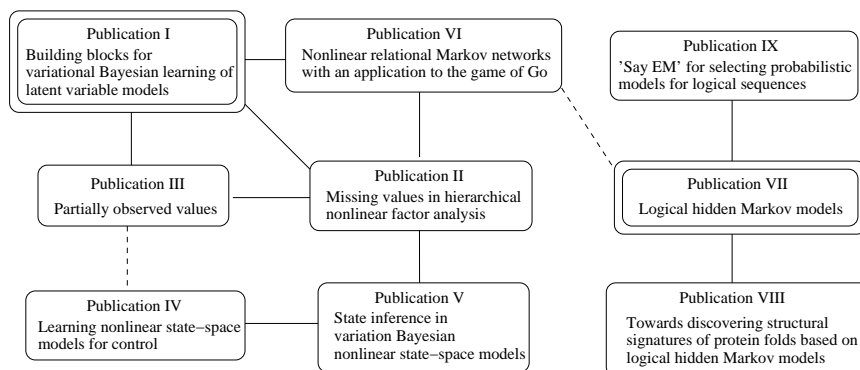 Publication I
Building blocks for
variational Bayesian learning of
latent variable models
Publication VI
Nonlinear relational Markov networks
with an application to the game of Go
Publication IX
’Say EM’ for selecting probabilistic
models for logical sequences
Publication III
Partially observed values
Publication II
Missing values in hierarchical
nonlinear factor analysis
Publication VII
Logical hidden Markov models
Publication IV
Learning nonlinear state−space
models for control
Publication V
State inference in
variation Bayesian
nonlinear state−space models
Publication VIII
Towards discovering structural
signatures of protein folds based on
logical hidden Markov models